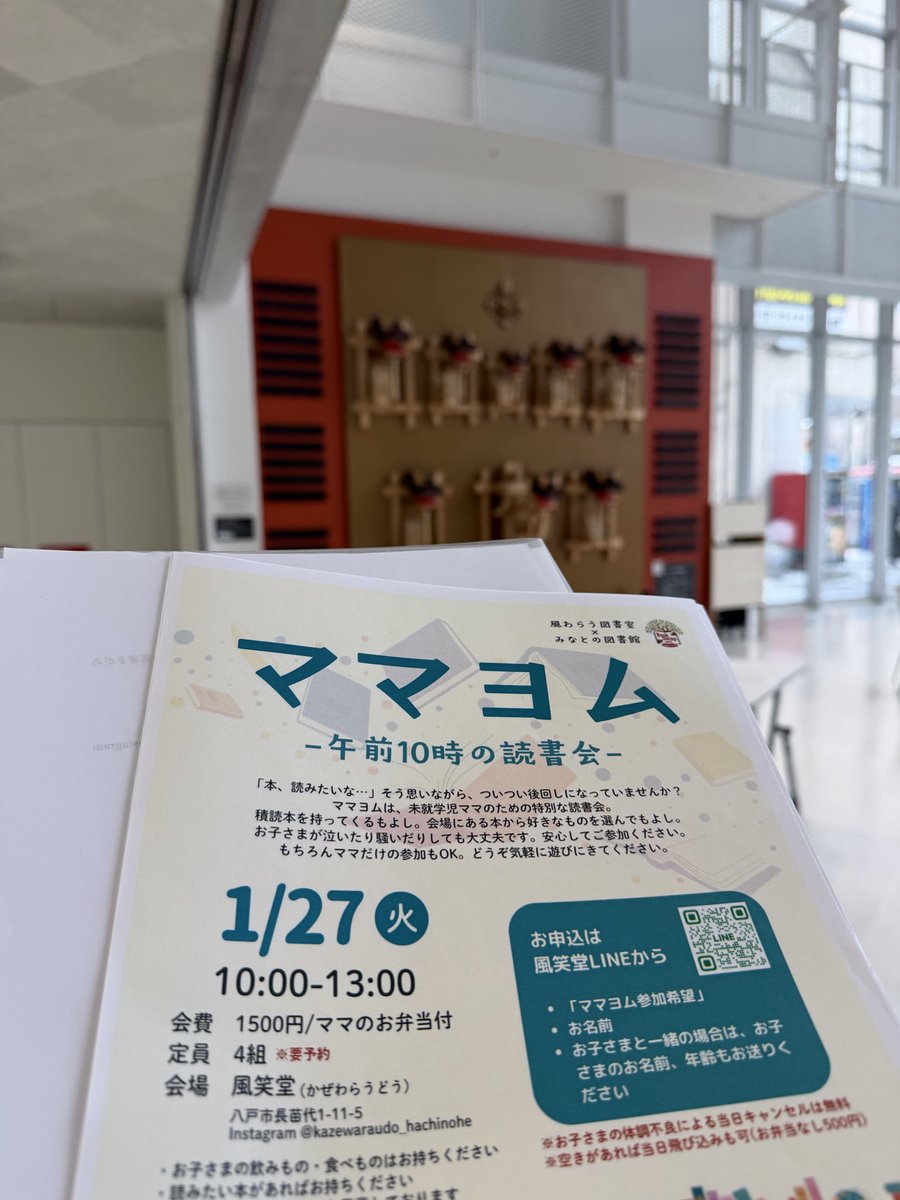 風わらう図書室
×
みなとの図書館
ママヨム
-午前10時の読書会-
「本、読みたいな…」そう思いながら、ついつい後回しになっていませんか？
ママヨムは、未就学児ママのための特別な読書会。
積読本を持ってくるもよし。会場にある本から好きなものを選んでもよし。
お子さまが泣いたり騒いだりしても大丈夫です。安心してご参加ください。
もちろんママだけの参加もOK。どうぞ気軽に遊びにきてください。
1/27 火
10:00-13:00
会費 1500円/ママのお弁当付
定員 4組 ※要予約
会場 風笑堂(かぜわらうどう)
八戸市長苗代1-11-5
Instagram @kazewaraudo_hachinohe
・お子さまの飲みもの・食べものはお持ちください
・読みたい本があればお持ちください
お申込は
風笑堂LINEから
LINE
・「ママヨム参加希望」
・お名前
・お子さまと一緒の場合は、お子
さまのお名前、年齢もお送りく
ださい
※お子さまの体調不良による当日キャンセルは無料
※空きがあれば当日飛び込みも可(お弁当なし500円)